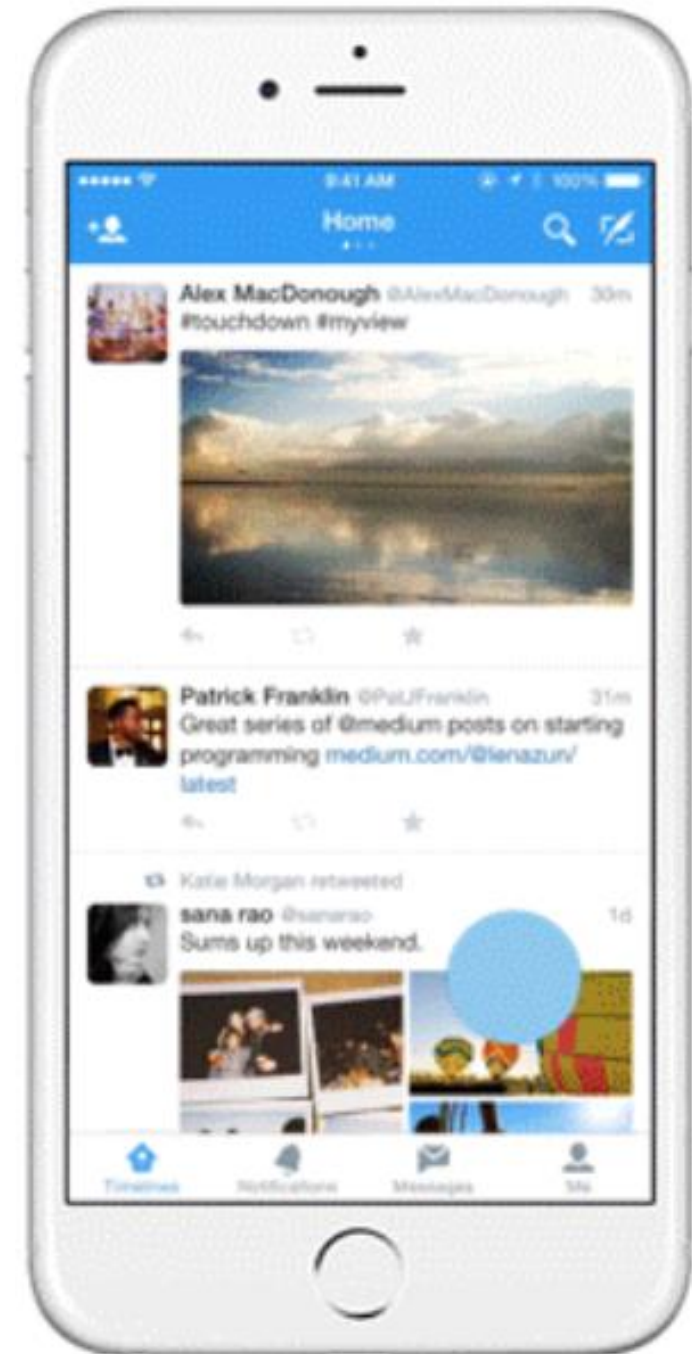 9:41 AM 100%
Home
Alex MacDonough @AlexMacDonough 30m
#touchdown #myview
Patrick Franklin @PatJFranklin 31m
Great series of @medium posts on starting
programming medium.com/@lenazun/
latest
Katie Morgan retweeted
sana rao @sanarao 1d
Sums up this weekend.
Timelines Notifications Messages Me